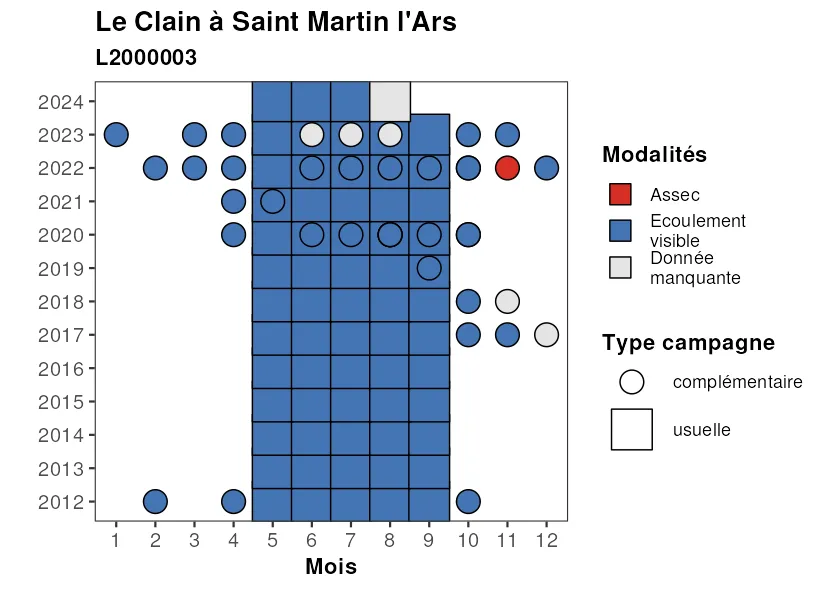 Le Clain à Saint Martin l'Ars
L2000003
2024
2023
2022
2021
2020
2019
2018
2017
2016
2015
2014
2013
2012
1 2 3 4 5 6 7 8 9 10 11 12
Mois
Modalités
Assec
Ecoulement
visible
Donnée
manquante
Type campagne
complémentaire
usuelle